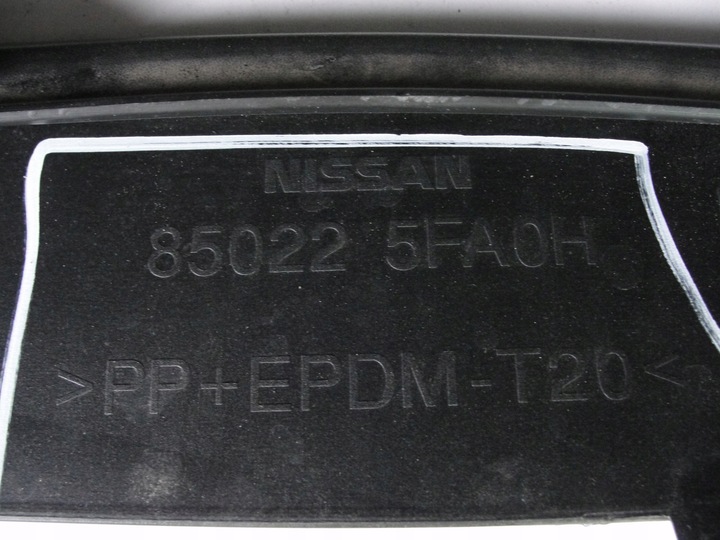 NISSAN
85022 5FA0H
>PP+EPDM-T20<